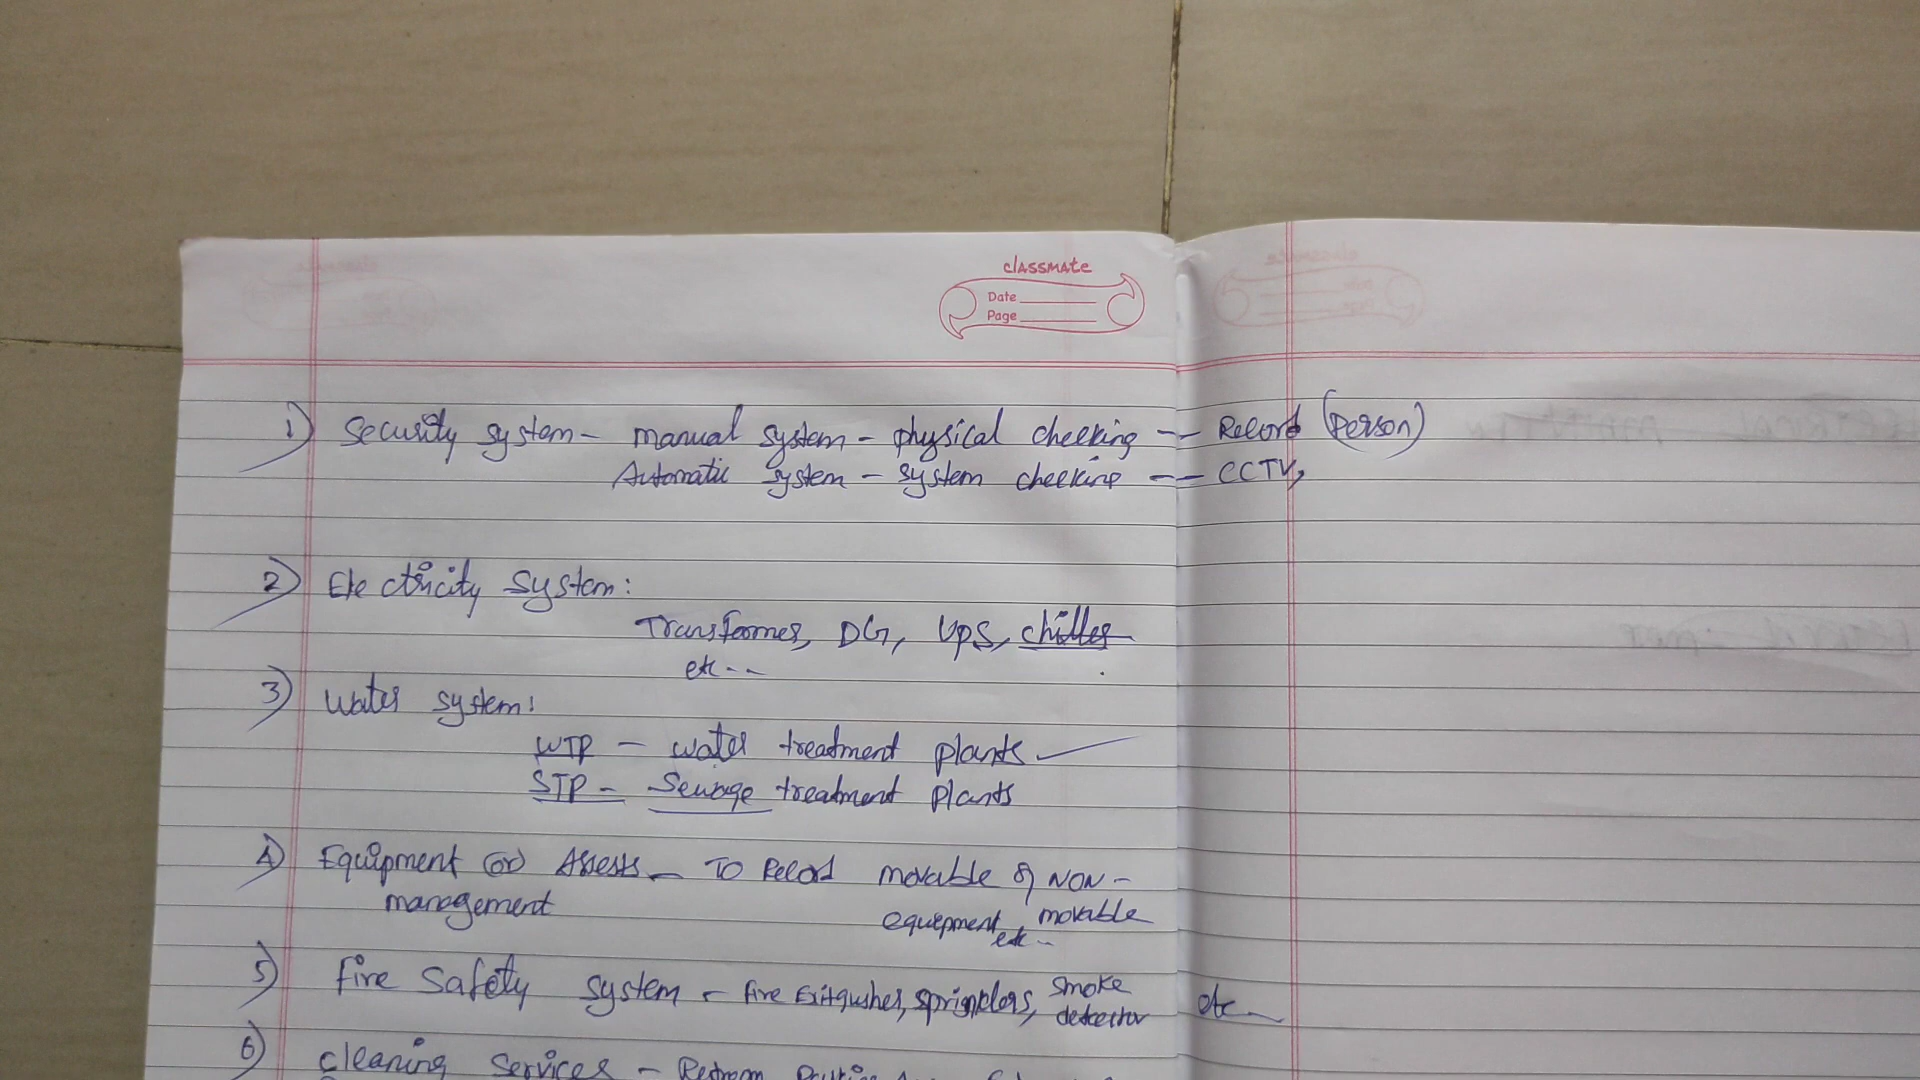 classmate
Date
Page
1) Security system - manual system - physical checking -- Record (person)
Automatic system - system checking -- CCTV,
2) Electricity system:
Transformer, DG, UPS, chiller
etc--
3) Water system:
WTP - water treatment plants
STP - Sewage treatment plants
4) Equipment (or) Assests - To Record movable & NON-
management equipment movable
etc--
5) fire safety system - fire Exitgusher, sprinklers, smoke
detector etc--
6) cleaning services - Restroom